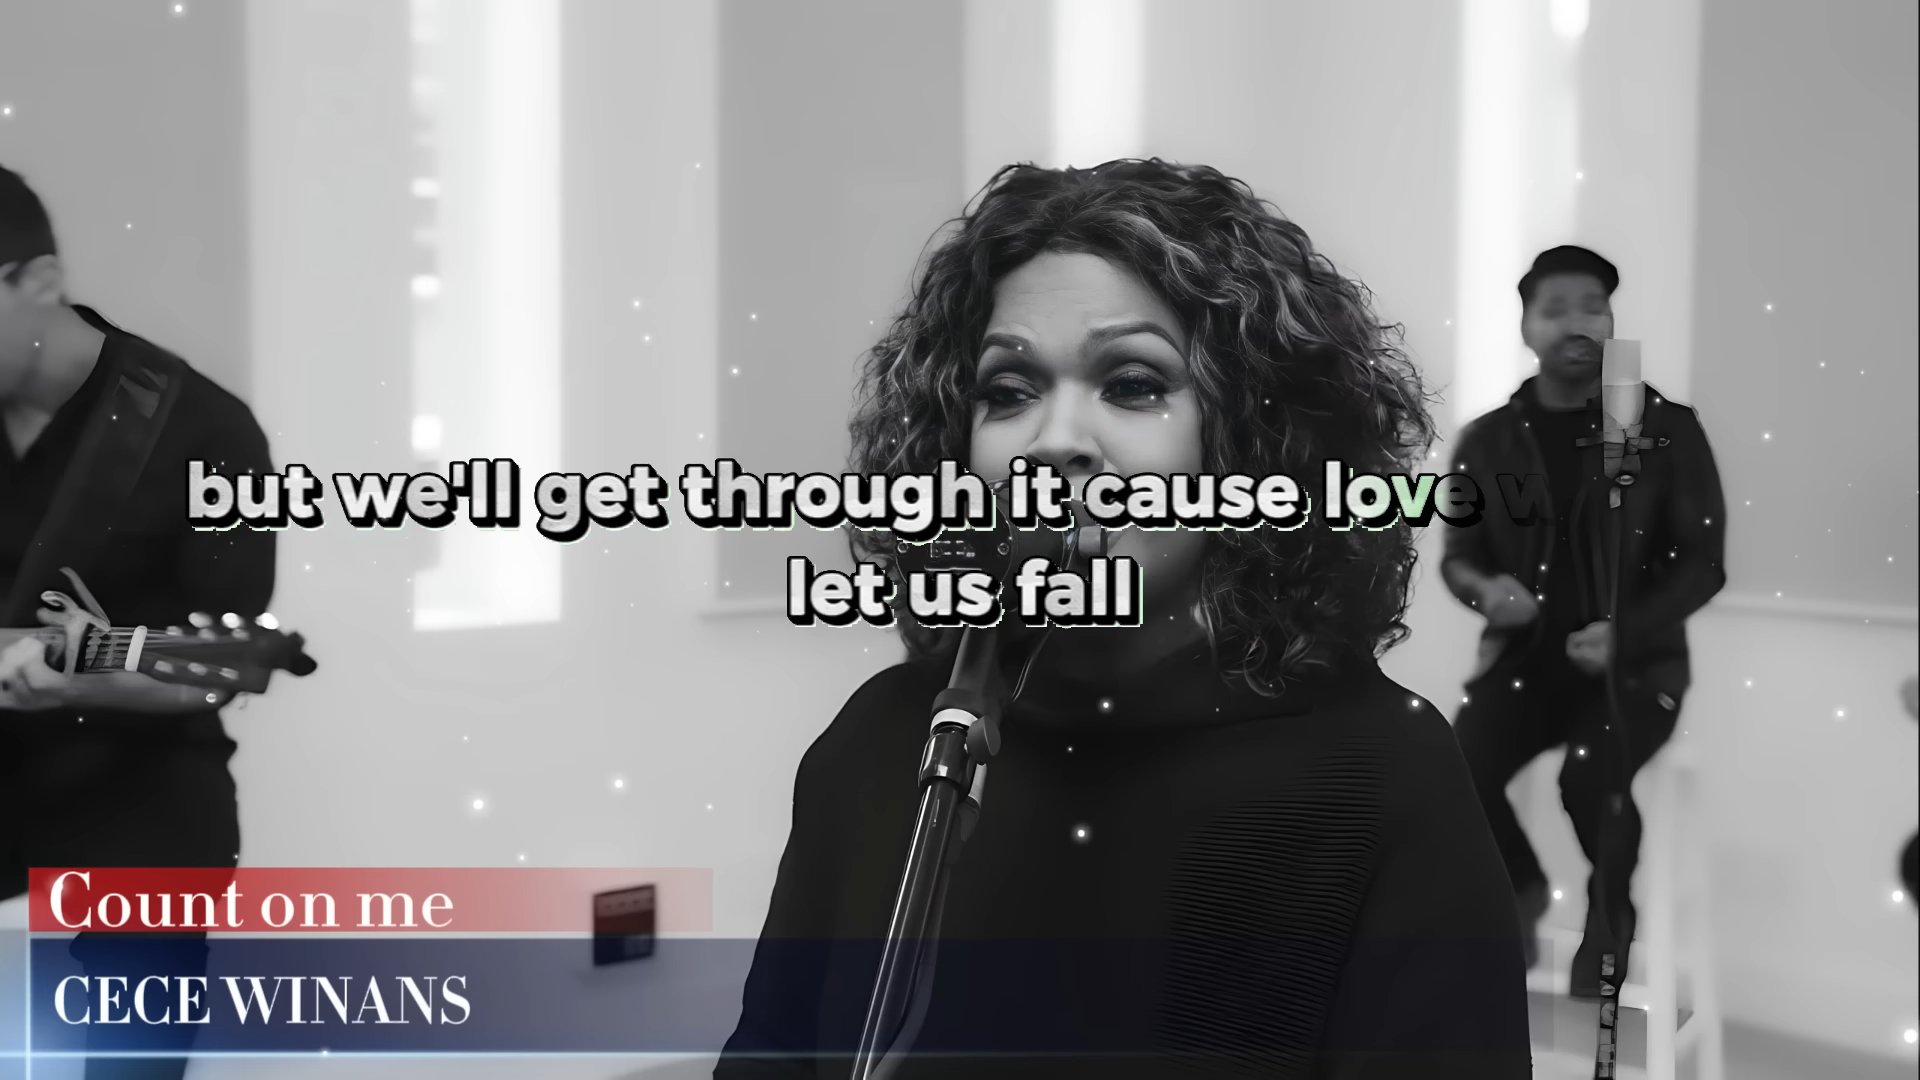 but we'll get through it cause love w
let us fall
Count on me
CECE WINANS